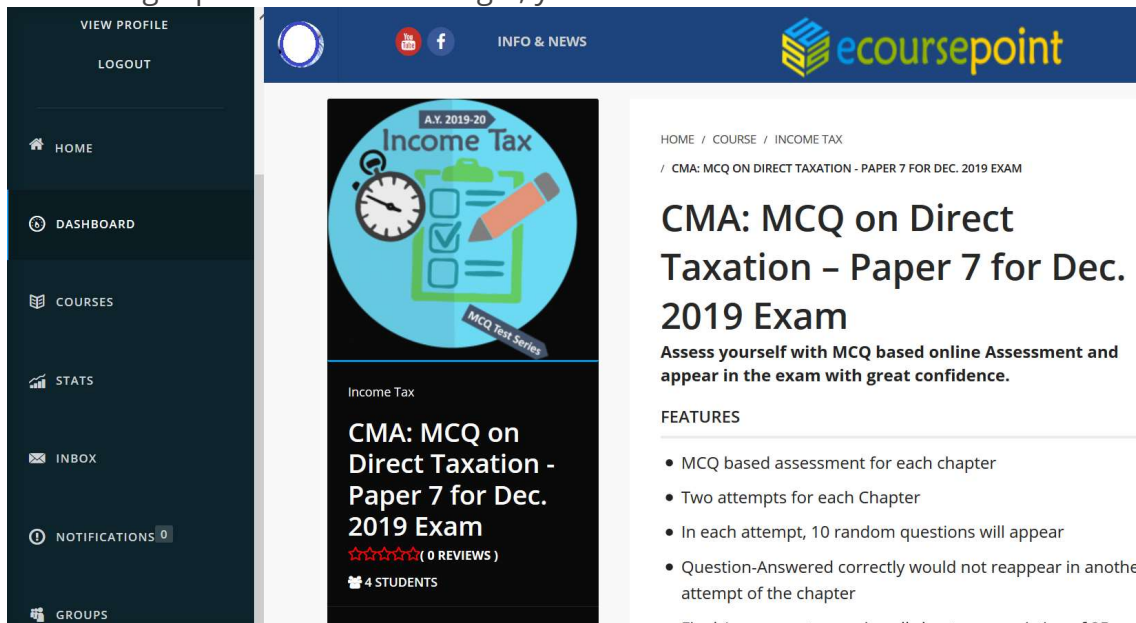 VIEW PROFILE
LOGOUT
HOME
DASHBOARD
COURSES
STATS
INBOX
NOTIFICATIONS 0
GROUPS
You
Tube
f
INFO & NEWS
ecoursepoint
A.Y. 2019-20
Income Tax
MCQ Test Series
Income Tax
CMA: MCQ on
Direct Taxation -
Paper 7 for Dec.
2019 Exam
( 0 REVIEWS )
4 STUDENTS
HOME / COURSE / INCOME TAX
/ CMA: MCQ ON DIRECT TAXATION - PAPER 7 FOR DEC. 2019 EXAM
CMA: MCQ on Direct
Taxation – Paper 7 for Dec.
2019 Exam
Assess yourself with MCQ based online Assessment and
appear in the exam with great confidence.
FEATURES
MCQ based assessment for each chapter
Two attempts for each Chapter
In each attempt, 10 random questions will appear
Question-Answered correctly would not reappear in anothe
attempt of the chapter